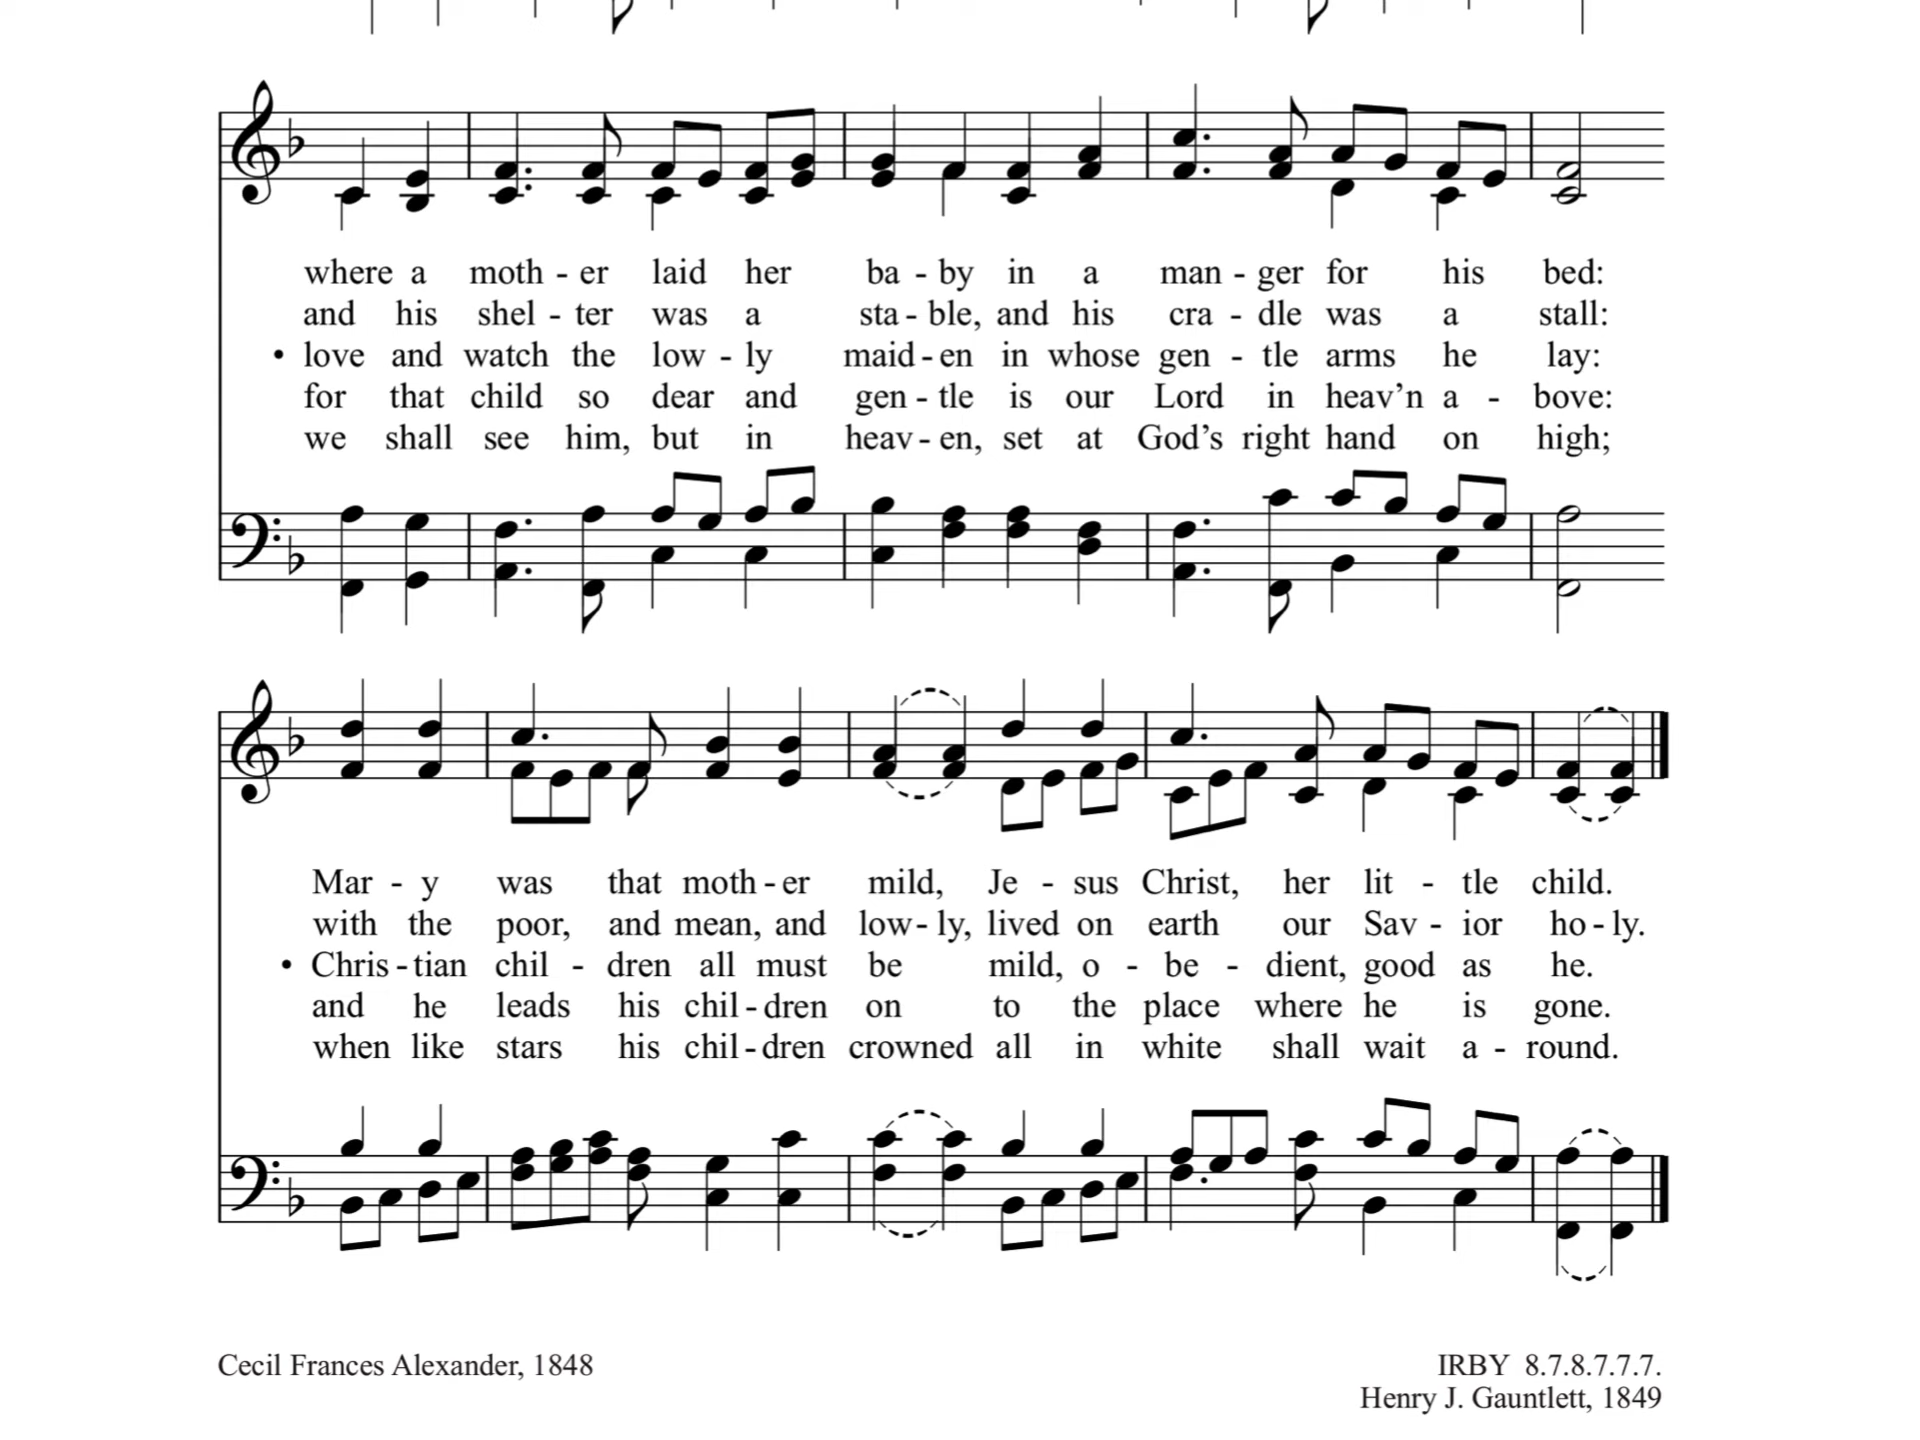 where a moth - er laid her ba - by in a man - ger for his bed:
and his shel - ter was a sta - ble, and his cra - dle was a stall:
• love and watch the low - ly maid - en in whose gen - tle arms he lay:
for that child so dear and gen - tle is our Lord in heav’n a - bove:
we shall see him, but in heav - en, set at God’s right hand on high;
Mar - y was that moth - er mild, Je - sus Christ, her lit - tle child.
with the poor, and mean, and low - ly, lived on earth our Sav - ior ho - ly.
• Chris - tian chil - dren all must be mild, o - be - dient, good as he.
and he leads his chil - dren on to the place where he is gone.
when like stars his chil - dren crowned all in white shall wait a - round.
Cecil Frances Alexander, 1848
IRBY 8.7.8.7.7.7.
Henry J. Gauntlett, 1849